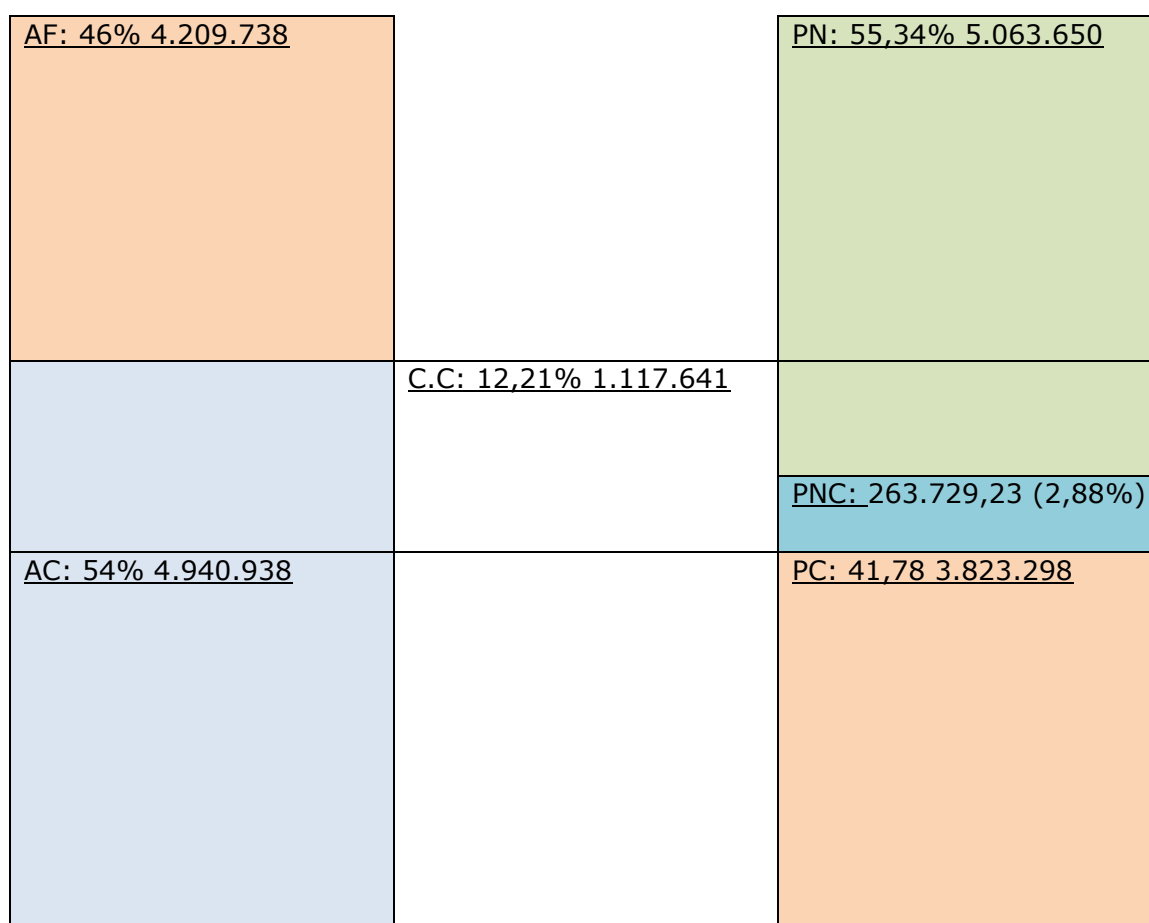 AF: 46% 4.209.738
PN: 55,34% 5.063.650
C.C: 12,21% 1.117.641
PNC: 263.729,23 (2,88%)
AC: 54% 4.940.938
PC: 41,78 3.823.298